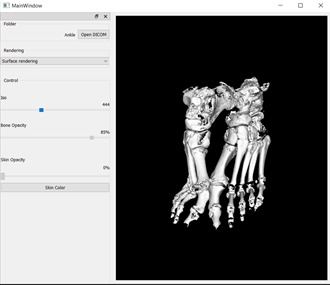 MainWindow
Folder
Ankle Open DICOM
Rendering
Surface rendering
Control
Iso
444
Bone Opacity
85%
Skin Opacity
0%
Skin Color